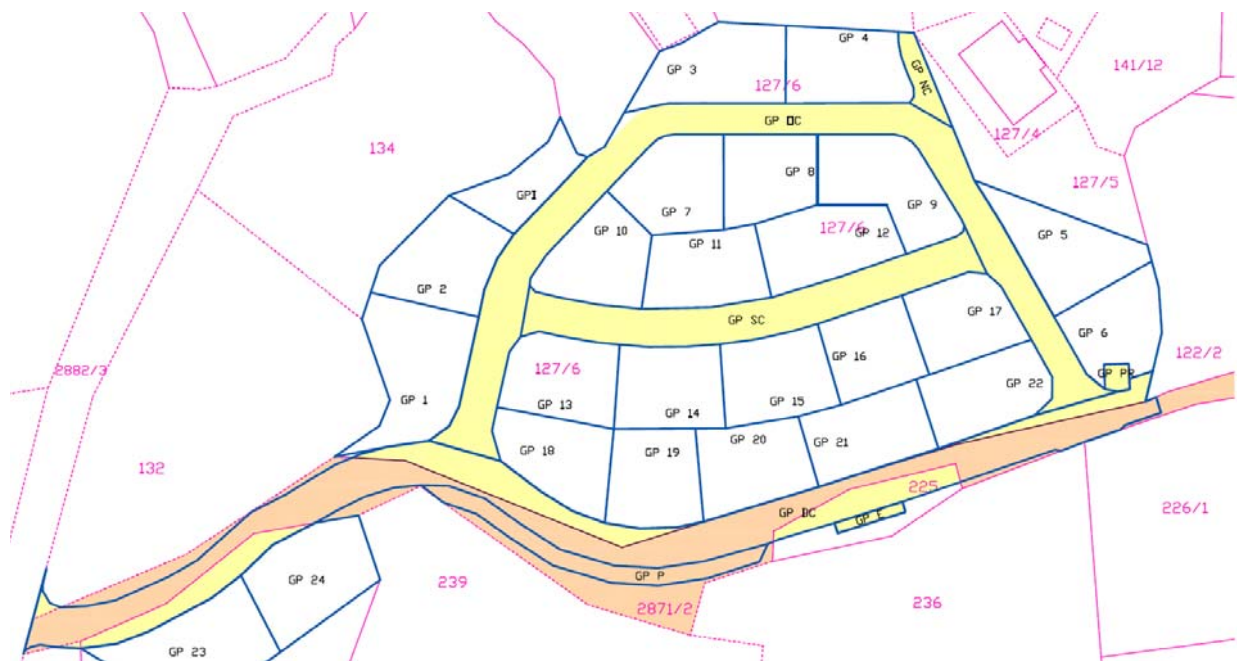 GP 4
GP 3
GP NC
141/12
127/6
GP OC
127/4
134
GP 8
127/5
GPI
GP 7
GP 9
GP 10
127/6
GP 12
GP 11
GP 5
GP 2
GP 17
GP SC
GP 6
GP 16
122/2
2882/3
127/6
GP PR
GP 22
GP 1
GP 13
GP 15
GP 14
GP 20
GP 21
GP 18
GP 19
132
225
226/1
GP DC
GP E
GP P
GP 24
239
2871/2
236
GP 23